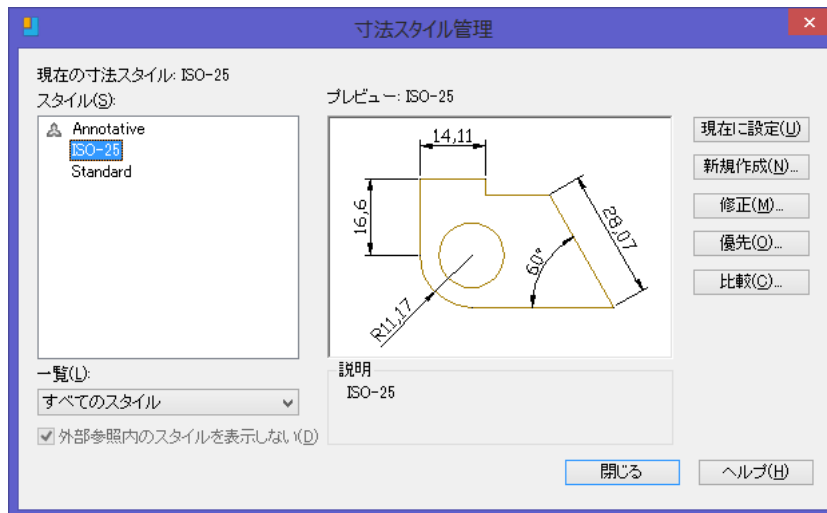 寸法スタイル管理
現在の寸法スタイル: ISO-25
スタイル(S):
Annotative
ISO-25
Standard
プレビュー: ISO-25
14,11
16,6
28,07
60°
R11,17
現在に設定(U)
新規作成(N)...
修正(M)...
優先(O)...
比較(C)...
一覧(L):
すべてのスタイル
外部参照内のスタイルを表示しない(D)
説明
ISO-25
閉じる
ヘルプ(H)